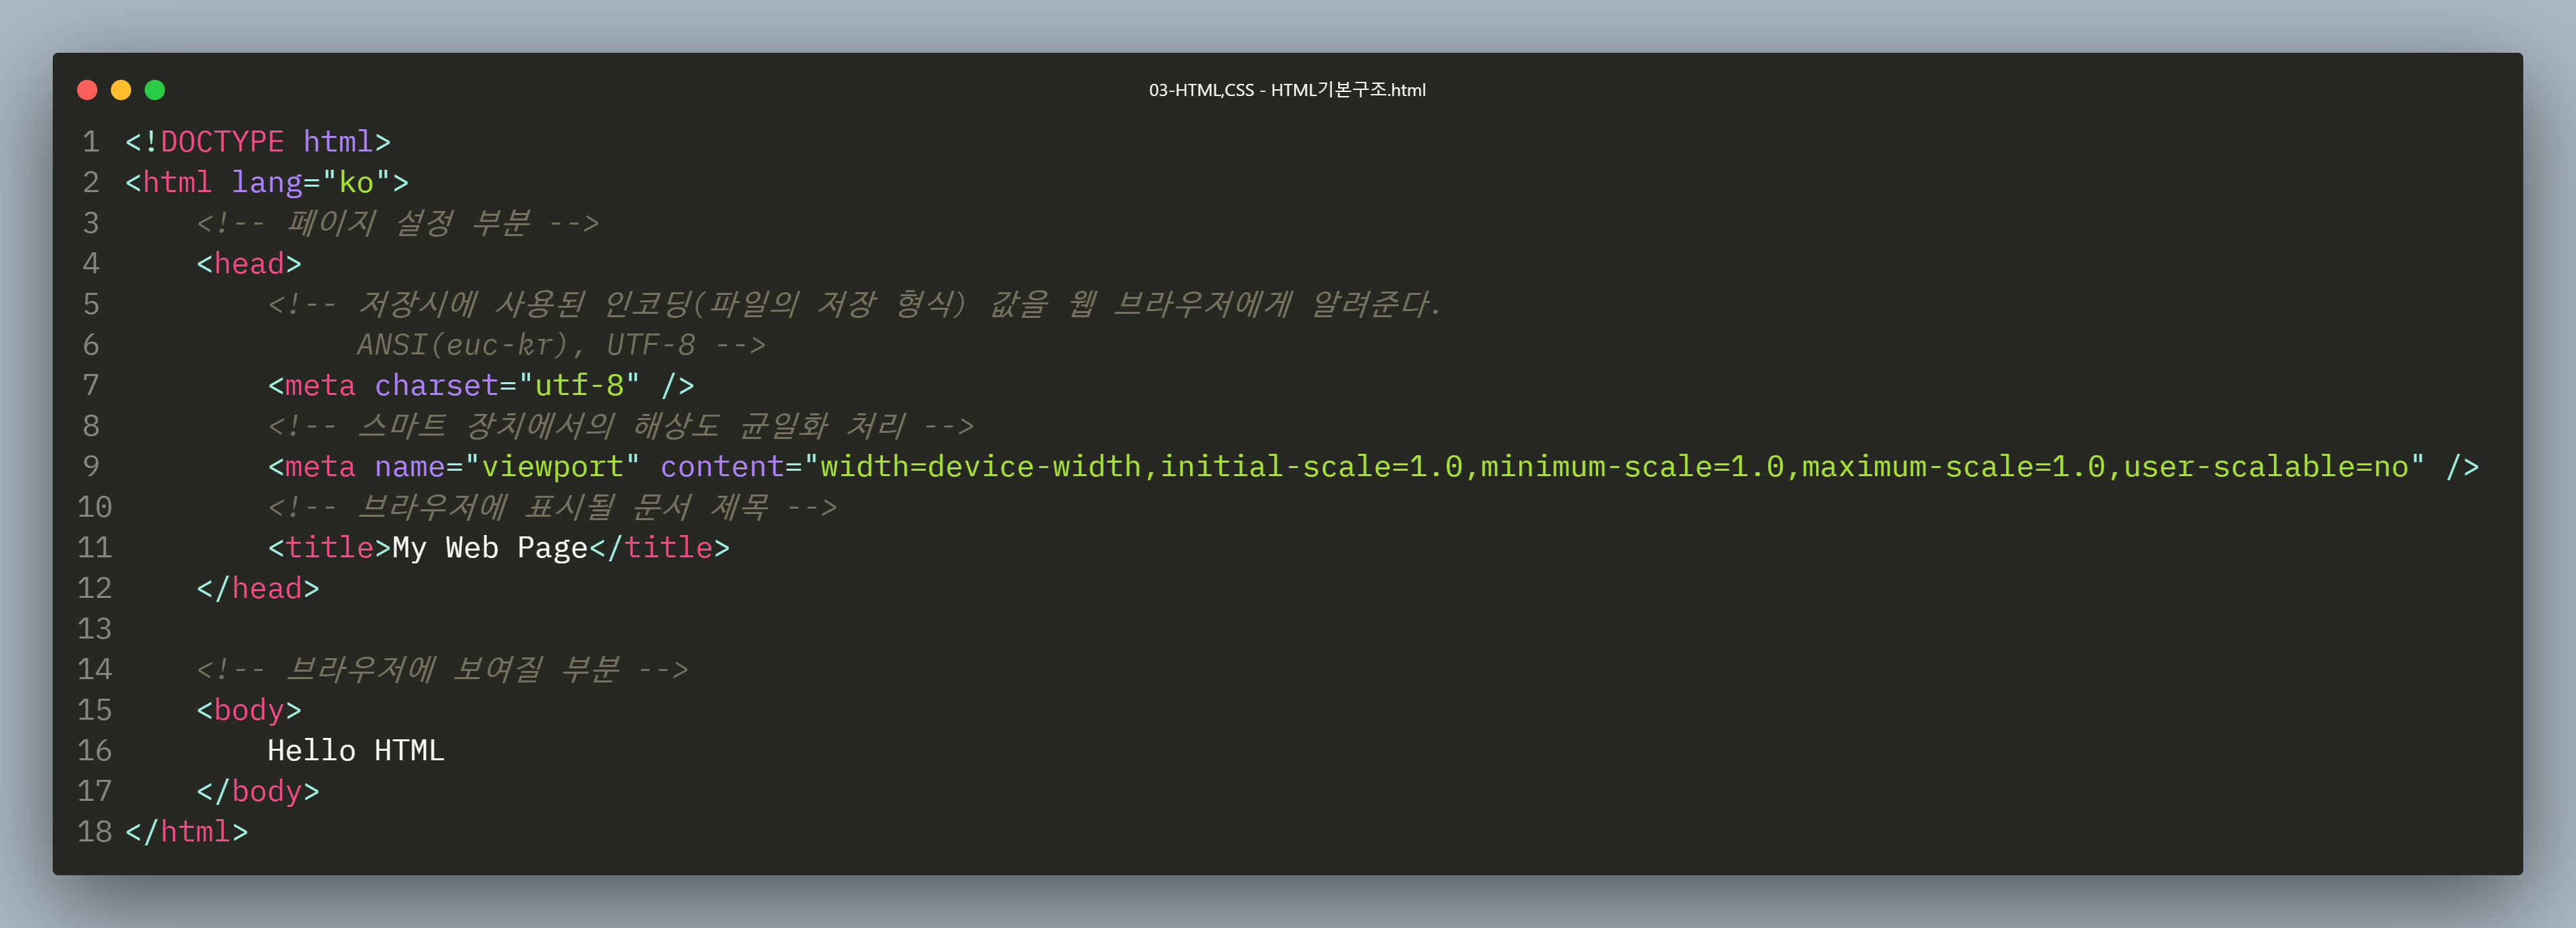 03-HTML,CSS - HTML기본구조.html
1 <!DOCTYPE html>
2 <html lang="ko">
3     <!-- 페이지 설정 부분 -->
4     <head>
5         <!-- 저장시에 사용된 인코딩(파일의 저장 형식) 값을 웹 브라우저에게 알려준다.
6              ANSI(euc-kr), UTF-8 -->
7         <meta charset="utf-8" />
8         <!-- 스마트 장치에서의 해상도 균일화 처리 -->
9         <meta name="viewport" content="width=device-width,initial-scale=1.0,minimum-scale=1.0,maximum-scale=1.0,user-scalable=no" />
10         <!-- 브라우저에 표시될 문서 제목 -->
11         <title>My Web Page</title>
12     </head>
13
14     <!-- 브라우저에 보여질 부분 -->
15     <body>
16         Hello HTML
17     </body>
18 </html>